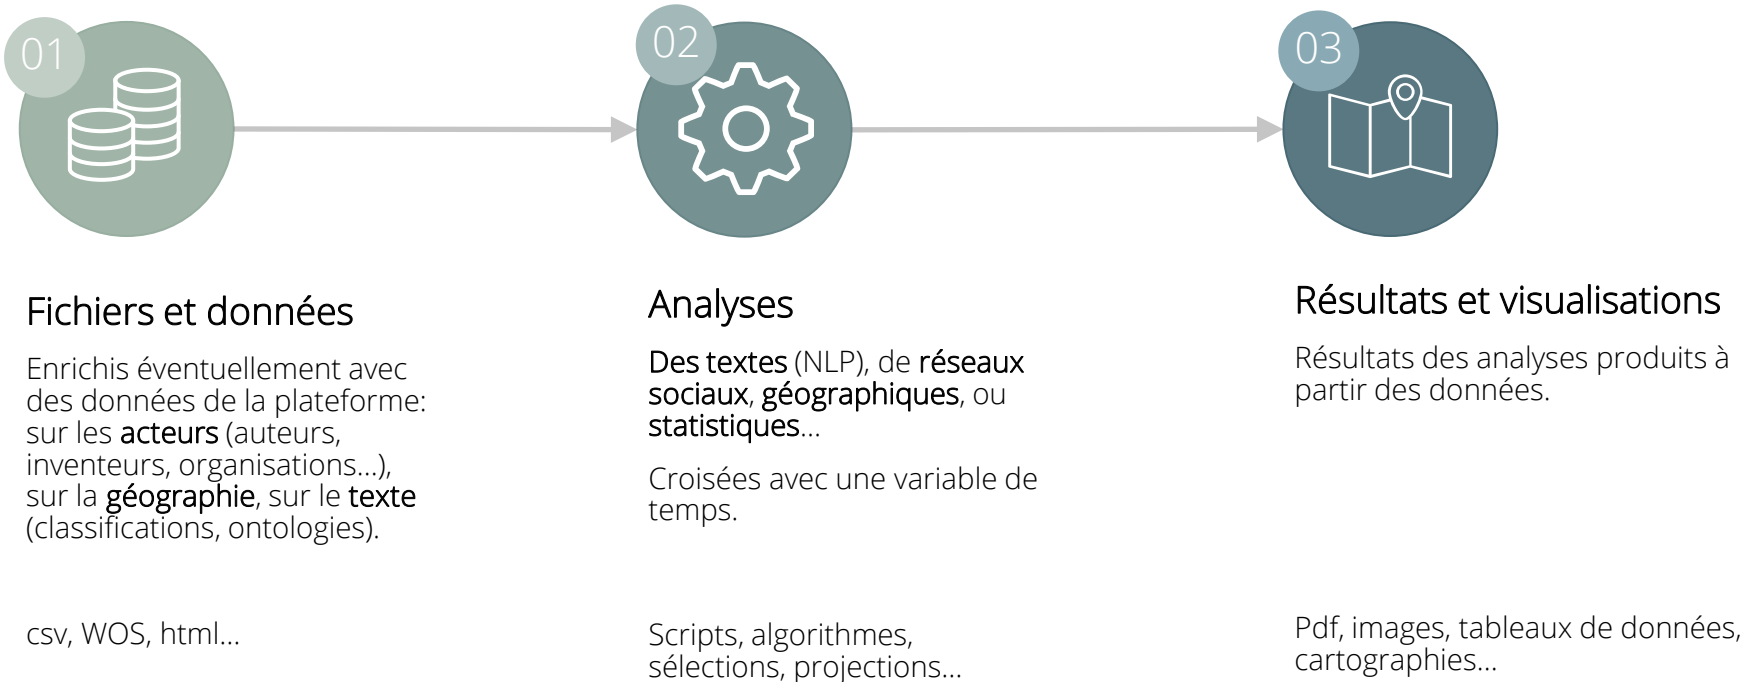 01
Fichiers et données
Enrichis éventuellement avec
des données de la plateforme:
sur les acteurs (auteurs,
inventeurs, organisations...),
sur la géographie, sur le texte
(classifications, ontologies).
csv, WOS, html...
02
Analyses
Des textes (NLP), de réseaux
sociaux, géographiques, ou
statistiques...
Croisées avec une variable de
temps.
Scripts, algorithmes,
sélections, projections...
03
Résultats et visualisations
Résultats des analyses produits à
partir des données.
Pdf, images, tableaux de données,
cartographies...